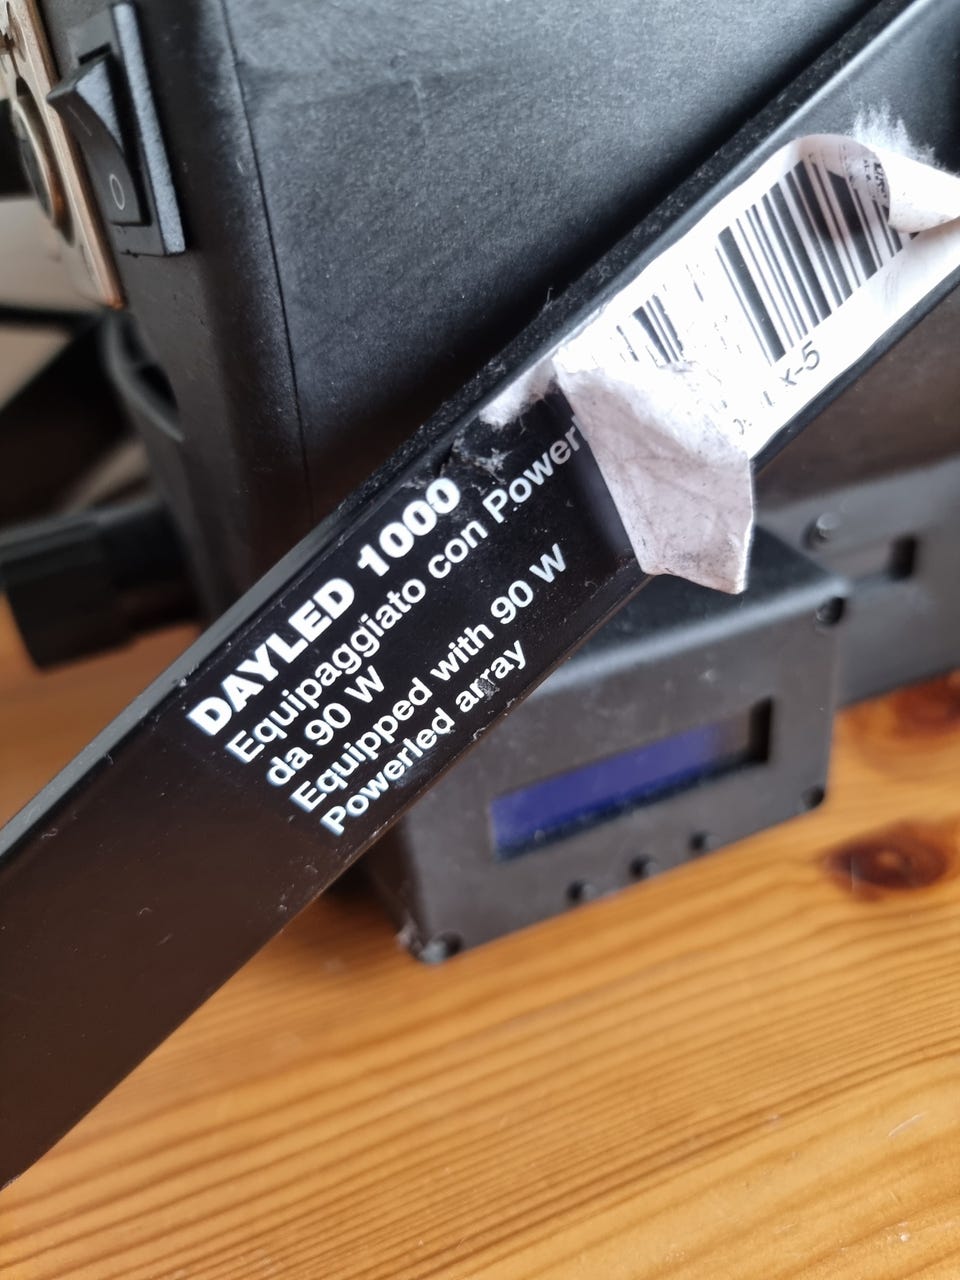 DAYLED 1000
Equipaggiato con Power
da 90 W
Equipped with 90 W
Powerled array